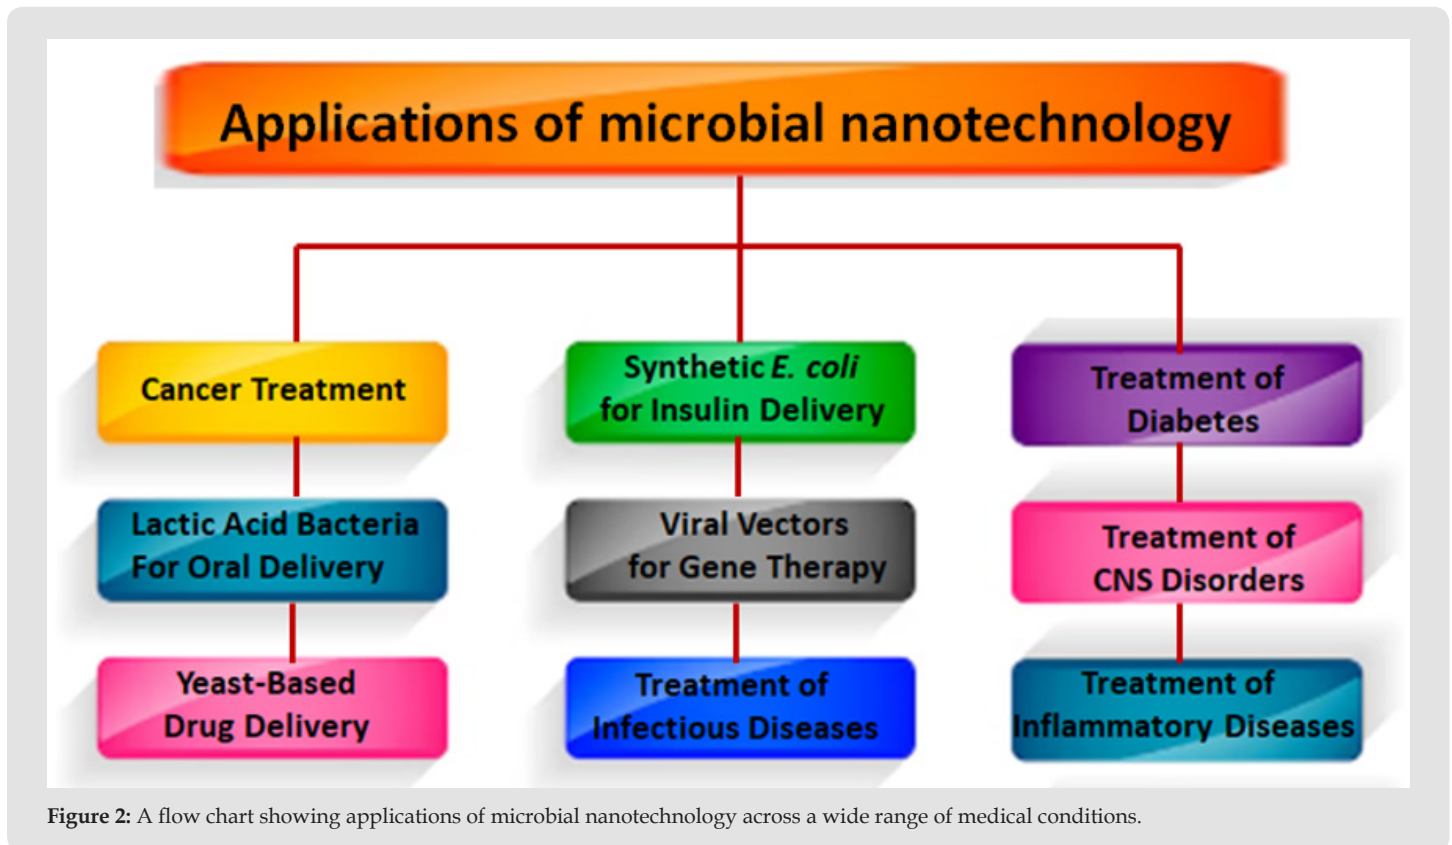 Applications of microbial nanotechnology
Cancer Treatment
Lactic Acid Bacteria
For Oral Delivery
Yeast-Based
Drug Delivery
Synthetic E. coli
for Insulin Delivery
Viral Vectors
for Gene Therapy
Treatment of
Infectious Diseases
Treatment of
Diabetes
Treatment of
CNS Disorders
Treatment of
Inflammatory Diseases
Figure 2: A flow chart showing applications of microbial nanotechnology across a wide range of medical conditions.